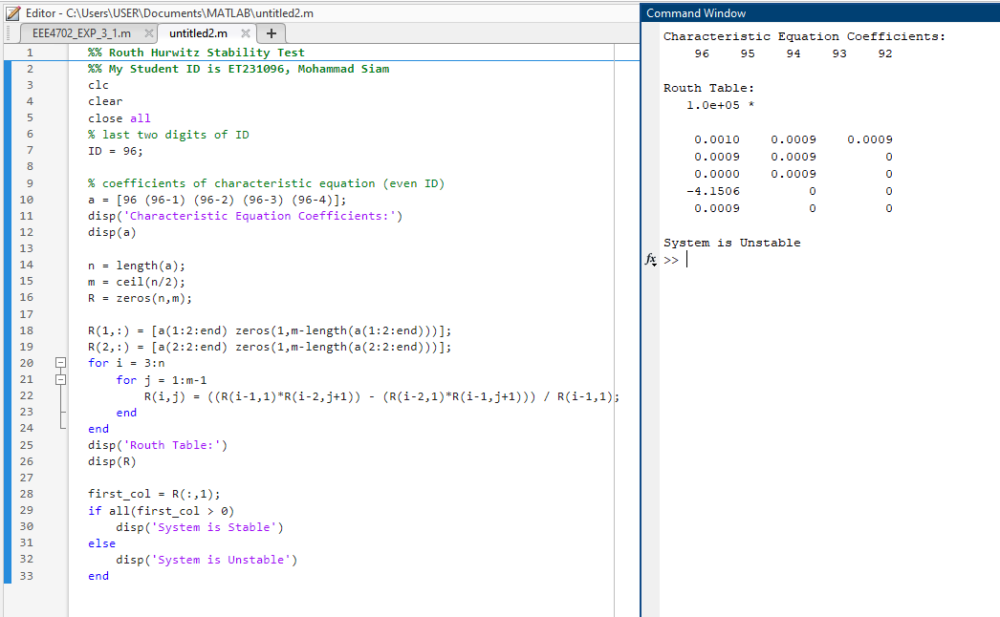 Editor - C:\Users\USER\Documents\MATLAB\untitled2.m
EEE4702_EXP_3_1.m × untitled2.m × +
1 %% Routh Hurwitz Stability Test
2 %% My Student ID is ET231096, Mohammad Siam
3 clc
4 clear
5 close all
6 % last two digits of ID
7 ID = 96;
8
9 % coefficients of characteristic equation (even ID)
10 a = [96 (96-1) (96-2) (96-3) (96-4)];
11 disp('Characteristic Equation Coefficients:')
12 disp(a)
13
14 n = length(a);
15 m = ceil(n/2);
16 R = zeros(n,m);
17
18 R(1,:) = [a(1:2:end) zeros(1,m-length(a(1:2:end)))];
19 R(2,:) = [a(2:2:end) zeros(1,m-length(a(2:2:end)))];
20 for i = 3:n
21 for j = 1:m-1
22 R(i,j) = ((R(i-1,1)*R(i-2,j+1)) - (R(i-2,1)*R(i-1,j+1))) / R(i-1,1);
23 end
24 end
25 disp('Routh Table:')
26 disp(R)
27
28 first_col = R(:,1);
29 if all(first_col > 0)
30 disp('System is Stable')
31 else
32 disp('System is Unstable')
33 end
Command Window
Characteristic Equation Coefficients:
96 95 94 93 92
Routh Table:
1.0e+05 *
0.0010 0.0009 0.0009
0.0009 0.0009 0
0.0000 0.0009 0
-4.1506 0 0
0.0009 0 0
System is Unstable
fx >>